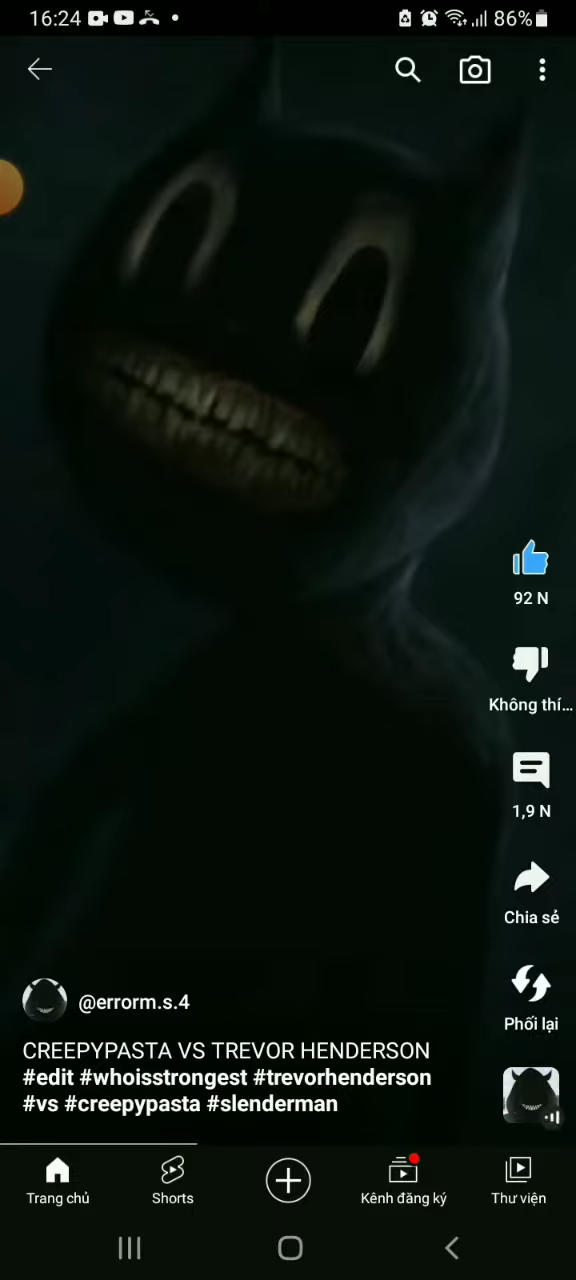 16:24
86%
92 N
Không thí...
1,9 N
Chia sẻ
Phối lại
@errorm.s.4
CREEPYPASTA VS TREVOR HENDERSON
#edit #whoisstrongest #trevorhenderson
#vs #creepypasta #slenderman
Trang chủ
Shorts
Kênh đăng ký
Thư viện